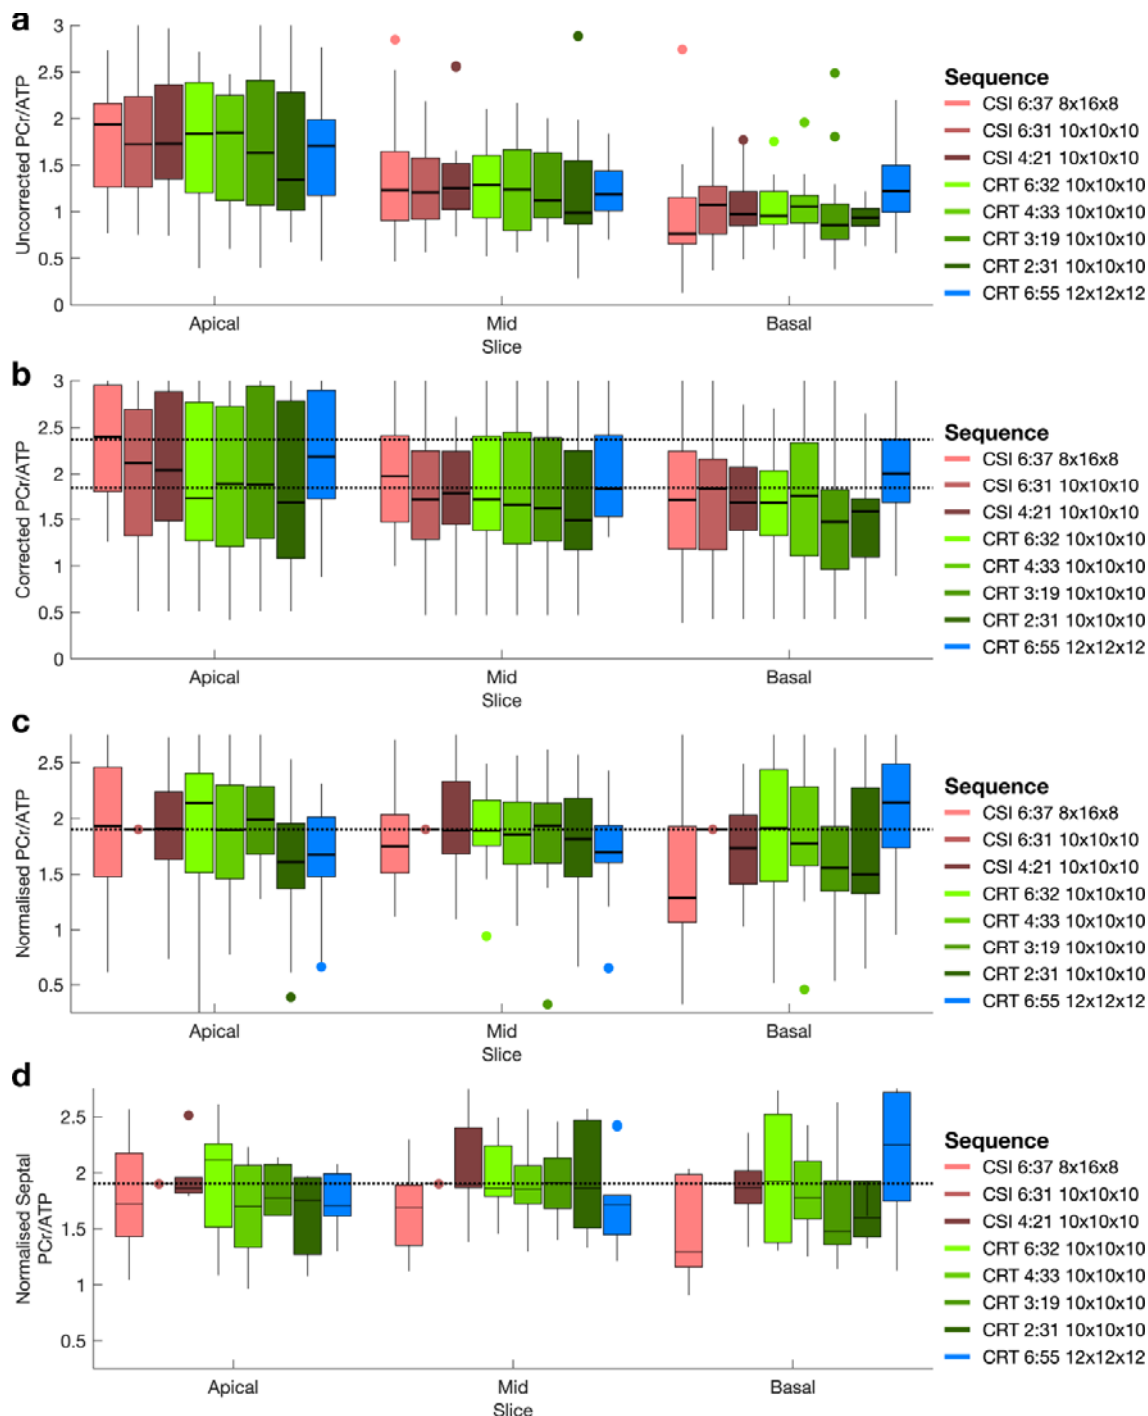 a
Uncorrected PCr/ATP
3
2.5
2
1.5
1
0.5
0
Apical
Mid
Basal
Slice
Sequence
CSI 6:37 8x16x8
CSI 6:31 10x10x10
CSI 4:21 10x10x10
CRT 6:32 10x10x10
CRT 4:33 10x10x10
CRT 3:19 10x10x10
CRT 2:31 10x10x10
CRT 6:55 12x12x12
b
Corrected PCr/ATP
3
2.5
2
1.5
1
0.5
0
Apical
Mid
Basal
Slice
Sequence
CSI 6:37 8x16x8
CSI 6:31 10x10x10
CSI 4:21 10x10x10
CRT 6:32 10x10x10
CRT 4:33 10x10x10
CRT 3:19 10x10x10
CRT 2:31 10x10x10
CRT 6:55 12x12x12
c
Normalised PCr/ATP
2.5
2
1.5
1
0.5
Apical
Mid
Basal
Slice
Sequence
CSI 6:37 8x16x8
CSI 6:31 10x10x10
CSI 4:21 10x10x10
CRT 6:32 10x10x10
CRT 4:33 10x10x10
CRT 3:19 10x10x10
CRT 2:31 10x10x10
CRT 6:55 12x12x12
d
Normalised Septal
PCr/ATP
2.5
2
1.5
1
0.5
Apical
Mid
Basal
Slice
Sequence
CSI 6:37 8x16x8
CSI 6:31 10x10x10
CSI 4:21 10x10x10
CRT 6:32 10x10x10
CRT 4:33 10x10x10
CRT 3:19 10x10x10
CRT 2:31 10x10x10
CRT 6:55 12x12x12